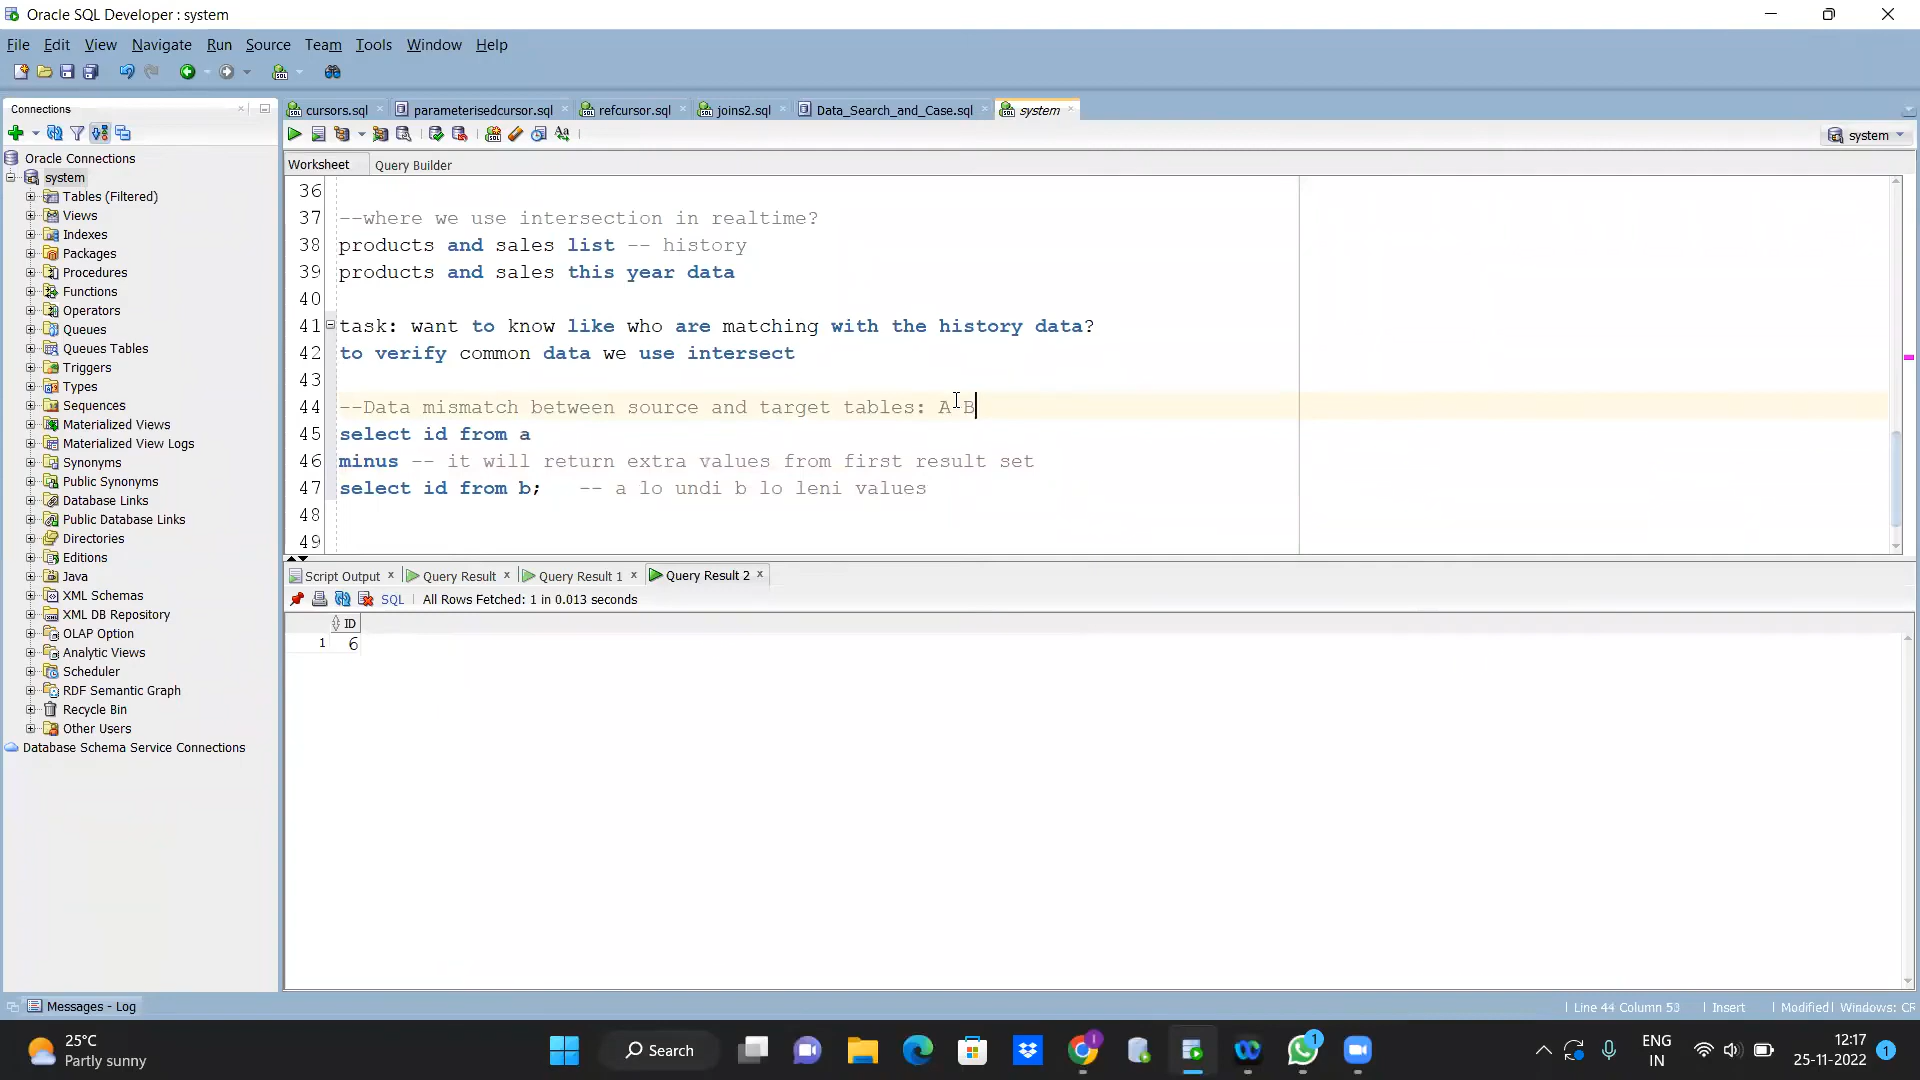 Oracle SQL Developer : system
File Edit View Navigate Run Source Team Tools Window Help
Connections
Oracle Connections
system
Tables (Filtered)
Views
Indexes
Packages
Procedures
Functions
Operators
Queues
Queues Tables
Triggers
Types
Sequences
Materialized Views
Materialized View Logs
Synonyms
Public Synonyms
Database Links
Public Database Links
Directories
Editions
Java
XML Schemas
XML DB Repository
OLAP Option
Analytic Views
Scheduler
RDF Semantic Graph
Recycle Bin
Other Users
Database Schema Service Connections
cursors.sql parameterisedcursor.sql refcursor.sql joins2.sql Data_Search_and_Case.sql system
system
Worksheet Query Builder
36
37 --where we use intersection in realtime?
38 products and sales list -- history
39 products and sales this year data
40
41 task: want to know like who are matching with the history data?
42 to verify common data we use intersect
43
44 --Data mismatch between source and target tables: A-B
45 select id from a
46 minus -- it will return extra values from first result set
47 select id from b; -- a lo undi b lo leni values
48
49
Script Output Query Result Query Result 1 Query Result 2
SQL All Rows Fetched: 1 in 0.013 seconds
ID
1 6
Messages - Log
Line 44 Column 53 Insert Modified Windows: CR
25°C
Partly sunny
Search
1
ENG
IN
12:17
25-11-2022
1